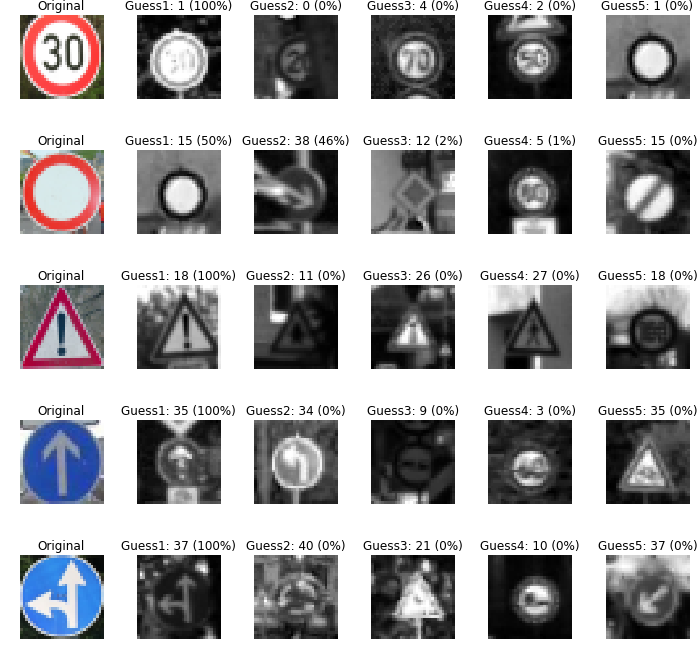 Original Guess1: 1 (100%) Guess2: 0 (0%) Guess3: 4 (0%) Guess4: 2 (0%) Guess5: 1 (0%)
30 30 70 50
Original Guess1: 15 (50%) Guess2: 38 (46%) Guess3: 12 (2%) Guess4: 5 (1%) Guess5: 15 (0%)
Original Guess1: 18 (100%) Guess2: 11 (0%) Guess3: 26 (0%) Guess4: 27 (0%) Guess5: 18 (0%)
Original Guess1: 35 (100%) Guess2: 34 (0%) Guess3: 9 (0%) Guess4: 3 (0%) Guess5: 35 (0%)
Original Guess1: 37 (100%) Guess2: 40 (0%) Guess3: 21 (0%) Guess4: 10 (0%) Guess5: 37 (0%)